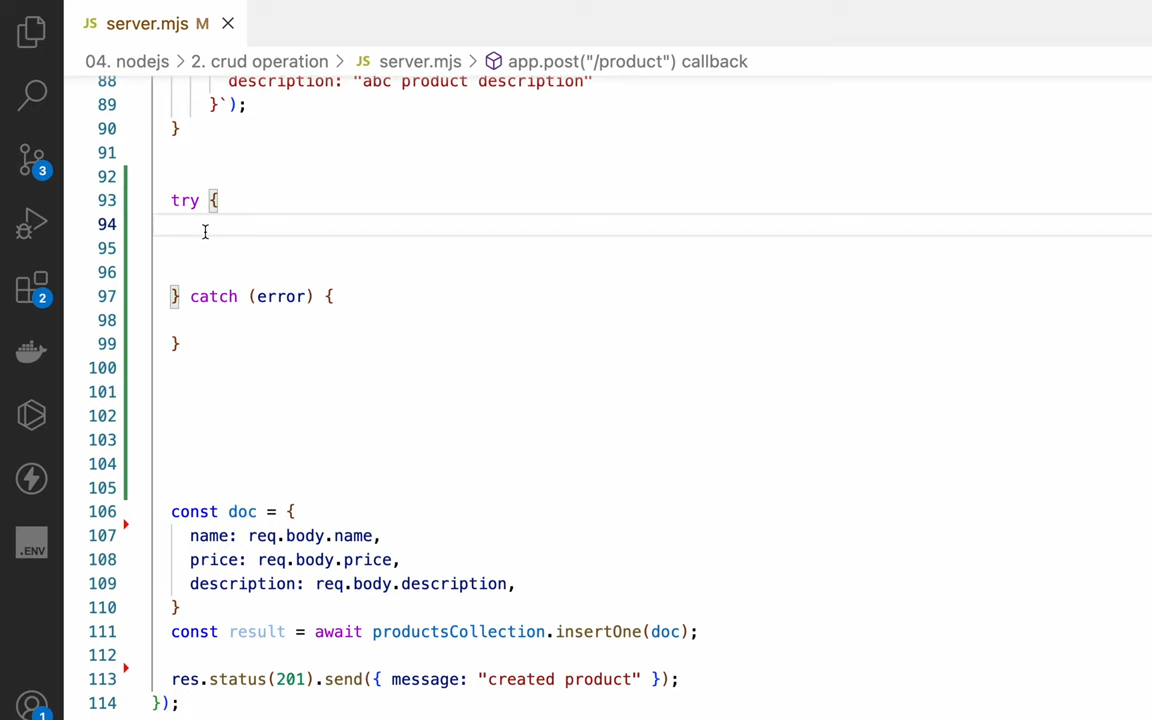 JS server.mjs M
04. nodejs > 2. crud operation > JS server.mjs > app.post("/product") callback
88 description: "abc product description"
89 }`);
90 }
91
92
93 try {
94
95
96
97 } catch (error) {
98
99 }
100
101
102
103
104
105
106 const doc = {
107 name: req.body.name,
108 price: req.body.price,
109 description: req.body.description,
110 }
111 const result = await productsCollection.insertOne(doc);
112
113 res.status(201).send({ message: "created product" });
114 });
3
2
.ENV
1